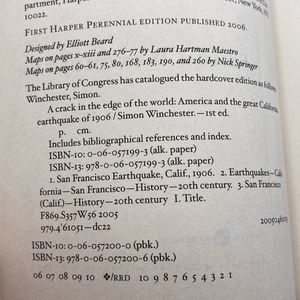 partment, Harper
New York, NY
10022.
FIRST HARPER PERENNIAL EDITION PUBLISHED 2006.
Designed by Elliott Beard
Maps on pages x–xiii and 276–77 by Laura Hartman Maestro
Maps on pages 60–61, 75, 80, 168, 183, 190, and 260 by Nick Springer
The Library of Congress has catalogued the hardcover edition as follows
Winchester, Simon.
A crack in the edge of the world: America and the great California
earthquake of 1906 / Simon Winchester.—1st ed.
p. cm.
Includes bibliographical references and index.
ISBN-10: 0-06-057199-3 (alk. paper)
ISBN-13: 978-0-06-057199-3 (alk. paper)
1. San Francisco Earthquake, Calif., 1906. 2. Earthquakes—Cali-
fornia—San Francisco—History—20th century. 3. San Francisco
(Calif.)—History—20th century I. Title.
F869.S357W56 2005
979.4'61051—dc22
ISBN-10: 0-06-057200-0 (pbk.)
ISBN-13: 978-0-06-057200-6 (pbk.)
06 07 08 09 10 ❖/RRD 10 9 8 7 6 5 4 3 2 1